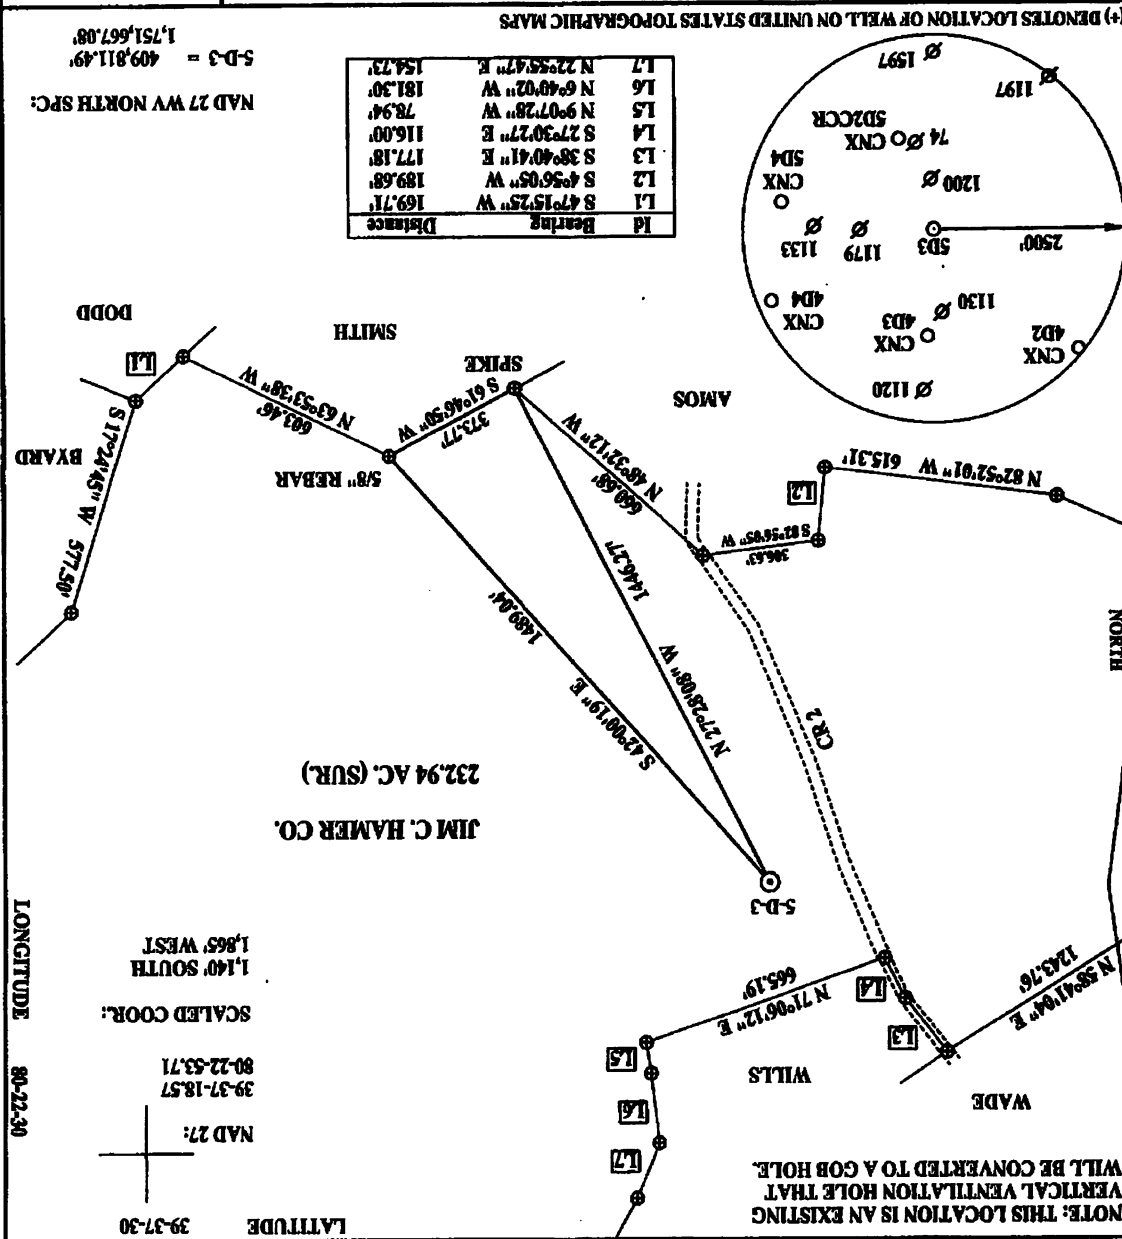 NOTE: THIS LOCATION IS AN EXISTING
VERTICAL VENTILATION HOLE THAT
WILL BE CONVERTED TO A GOB HOLE.
LATITUDE 39-37-30
LONGITUDE 80-22-30
NAD 27:
39-37-18.57
80-22-53.71
SCALED COOR.:
1,140' SOUTH
1,865' WEST
WADE
WILLS
L7
L6
L5
L3
L4
N 58°41'04" E
1243.76'
N 71°06'12" E
665.19'
5-D-3
JIM C. HAMER CO.
232.94 AC. (SUR.)
CR 2
NORTH
N 27°28'08" W
1446.27'
S 42°00'19" E
1489.04'
S 17°24'45" W 577.50'
BYARD
306.63'
S 82°56'05" W
L2
N 82°52'01" W 615.31'
N 48°32'12" W
660.68'
AMOS
5/8" REBAR
373.77'
S 61°46'50" W
SPIKE
603.46'
N 63°53'38" W
L1
SMITH
DODD
1120
CNX
4D2
CNX
4D3
1130
CNX
4D4
2500'
5D3
1179
1133
1200
CNX
5D4
74
CNX
5D2CCR
1197
1597
Id Bearing Distance
L1 S 47°15'25" W 169.71'
L2 S 4°56'05" W 189.68'
L3 S 38°40'41" E 177.18'
L4 S 27°30'27" E 116.00'
L5 N 9°07'28" W 78.94'
L6 N 6°40'02" W 181.30'
L7 N 22°55'47" E 154.73'
NAD 27 WV NORTH SPC:
5-D-3 = 409,811.49'
1,751,667.08'
(+) DENOTES LOCATION OF WELL ON UNITED STATES TOPOGRAPHIC MAPS